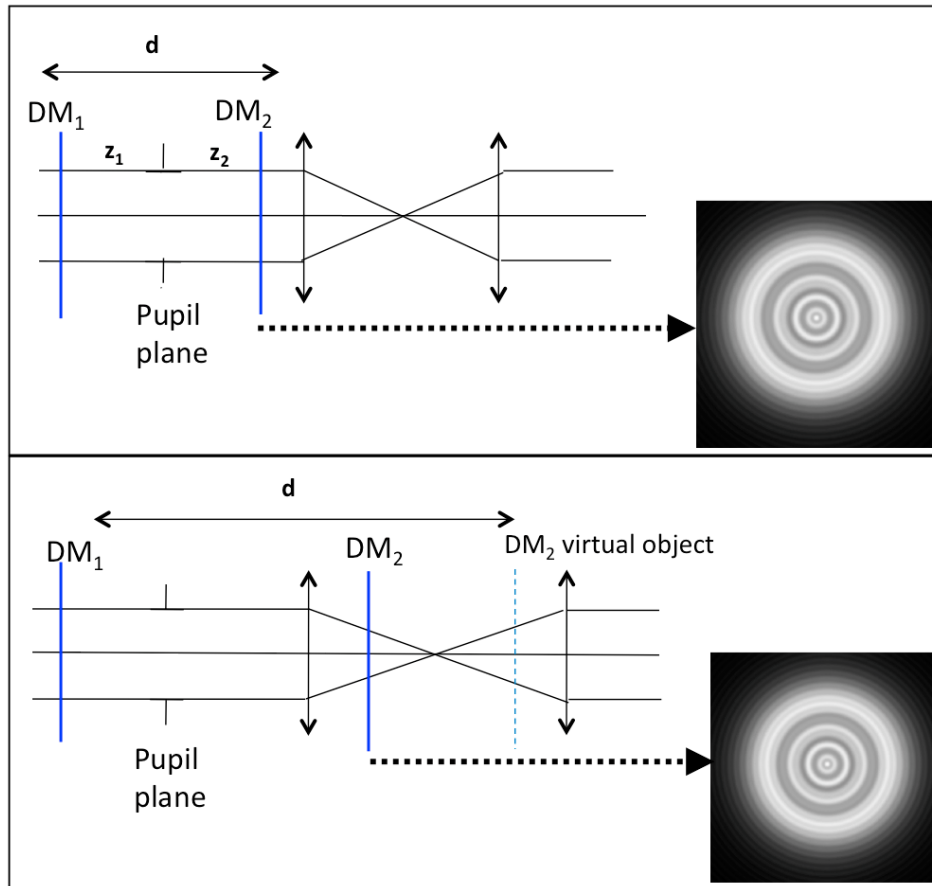 d
DM₁
DM₂
z₁
z₂
Pupil
plane
d
DM₁
DM₂
DM₂ virtual object
Pupil
plane